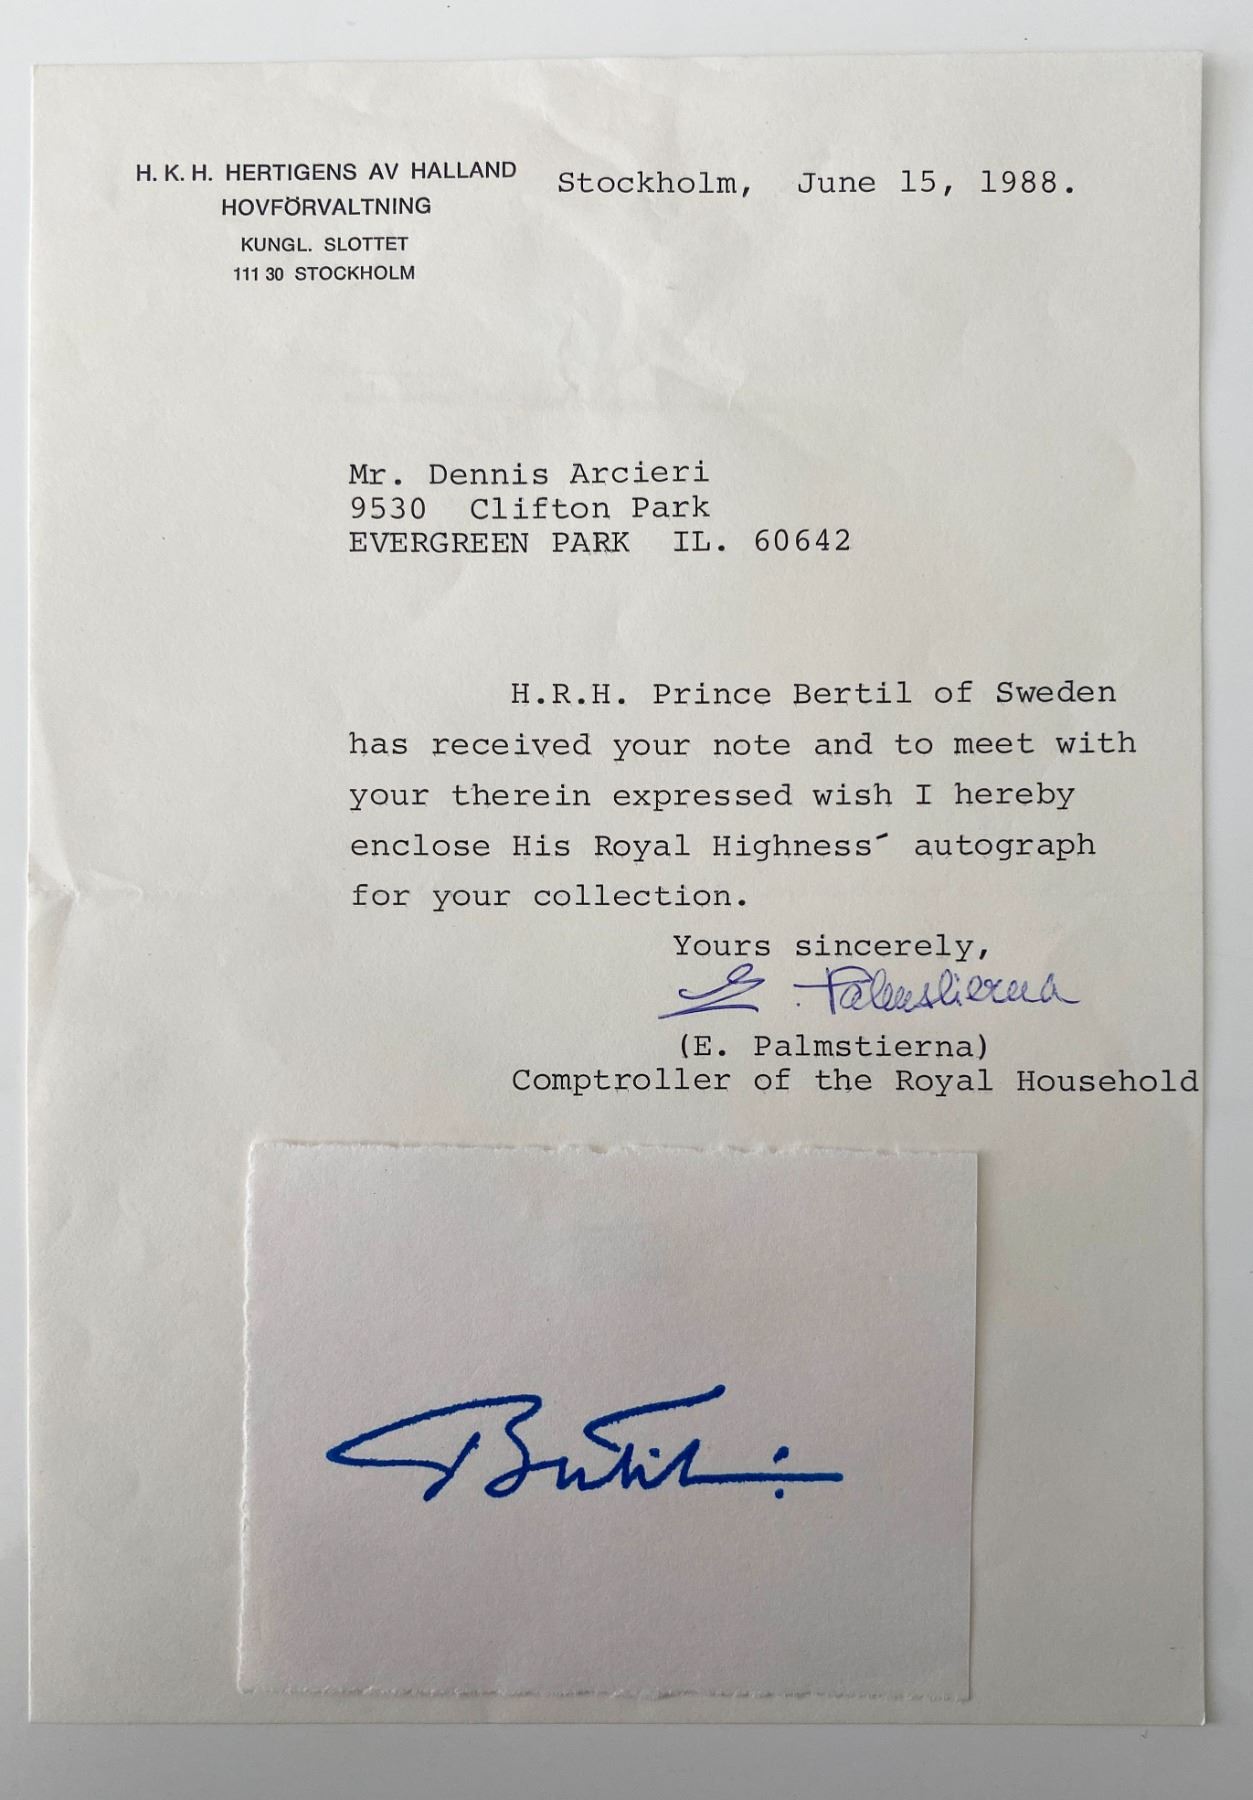 H. K. H. HERTIGENS AV HALLAND
HOVFÖRVALTNING
KUNGL. SLOTTET
111 30 STOCKHOLM
Stockholm, June 15, 1988.
Mr. Dennis Arcieri
9530 Clifton Park
EVERGREEN PARK IL. 60642
H.R.H. Prince Bertil of Sweden
has received your note and to meet with
your therein expressed wish I hereby
enclose His Royal Highness´ autograph
for your collection.
Yours sincerely,
E. Palmstierna
(E. Palmstierna)
Comptroller of the Royal Household
Bertil